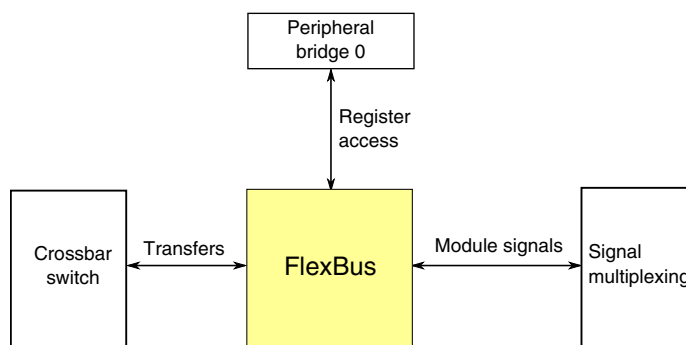 Peripheral
bridge 0
Register
access
Crossbar
switch
Transfers
FlexBus
Module signals
Signal
multiplexing